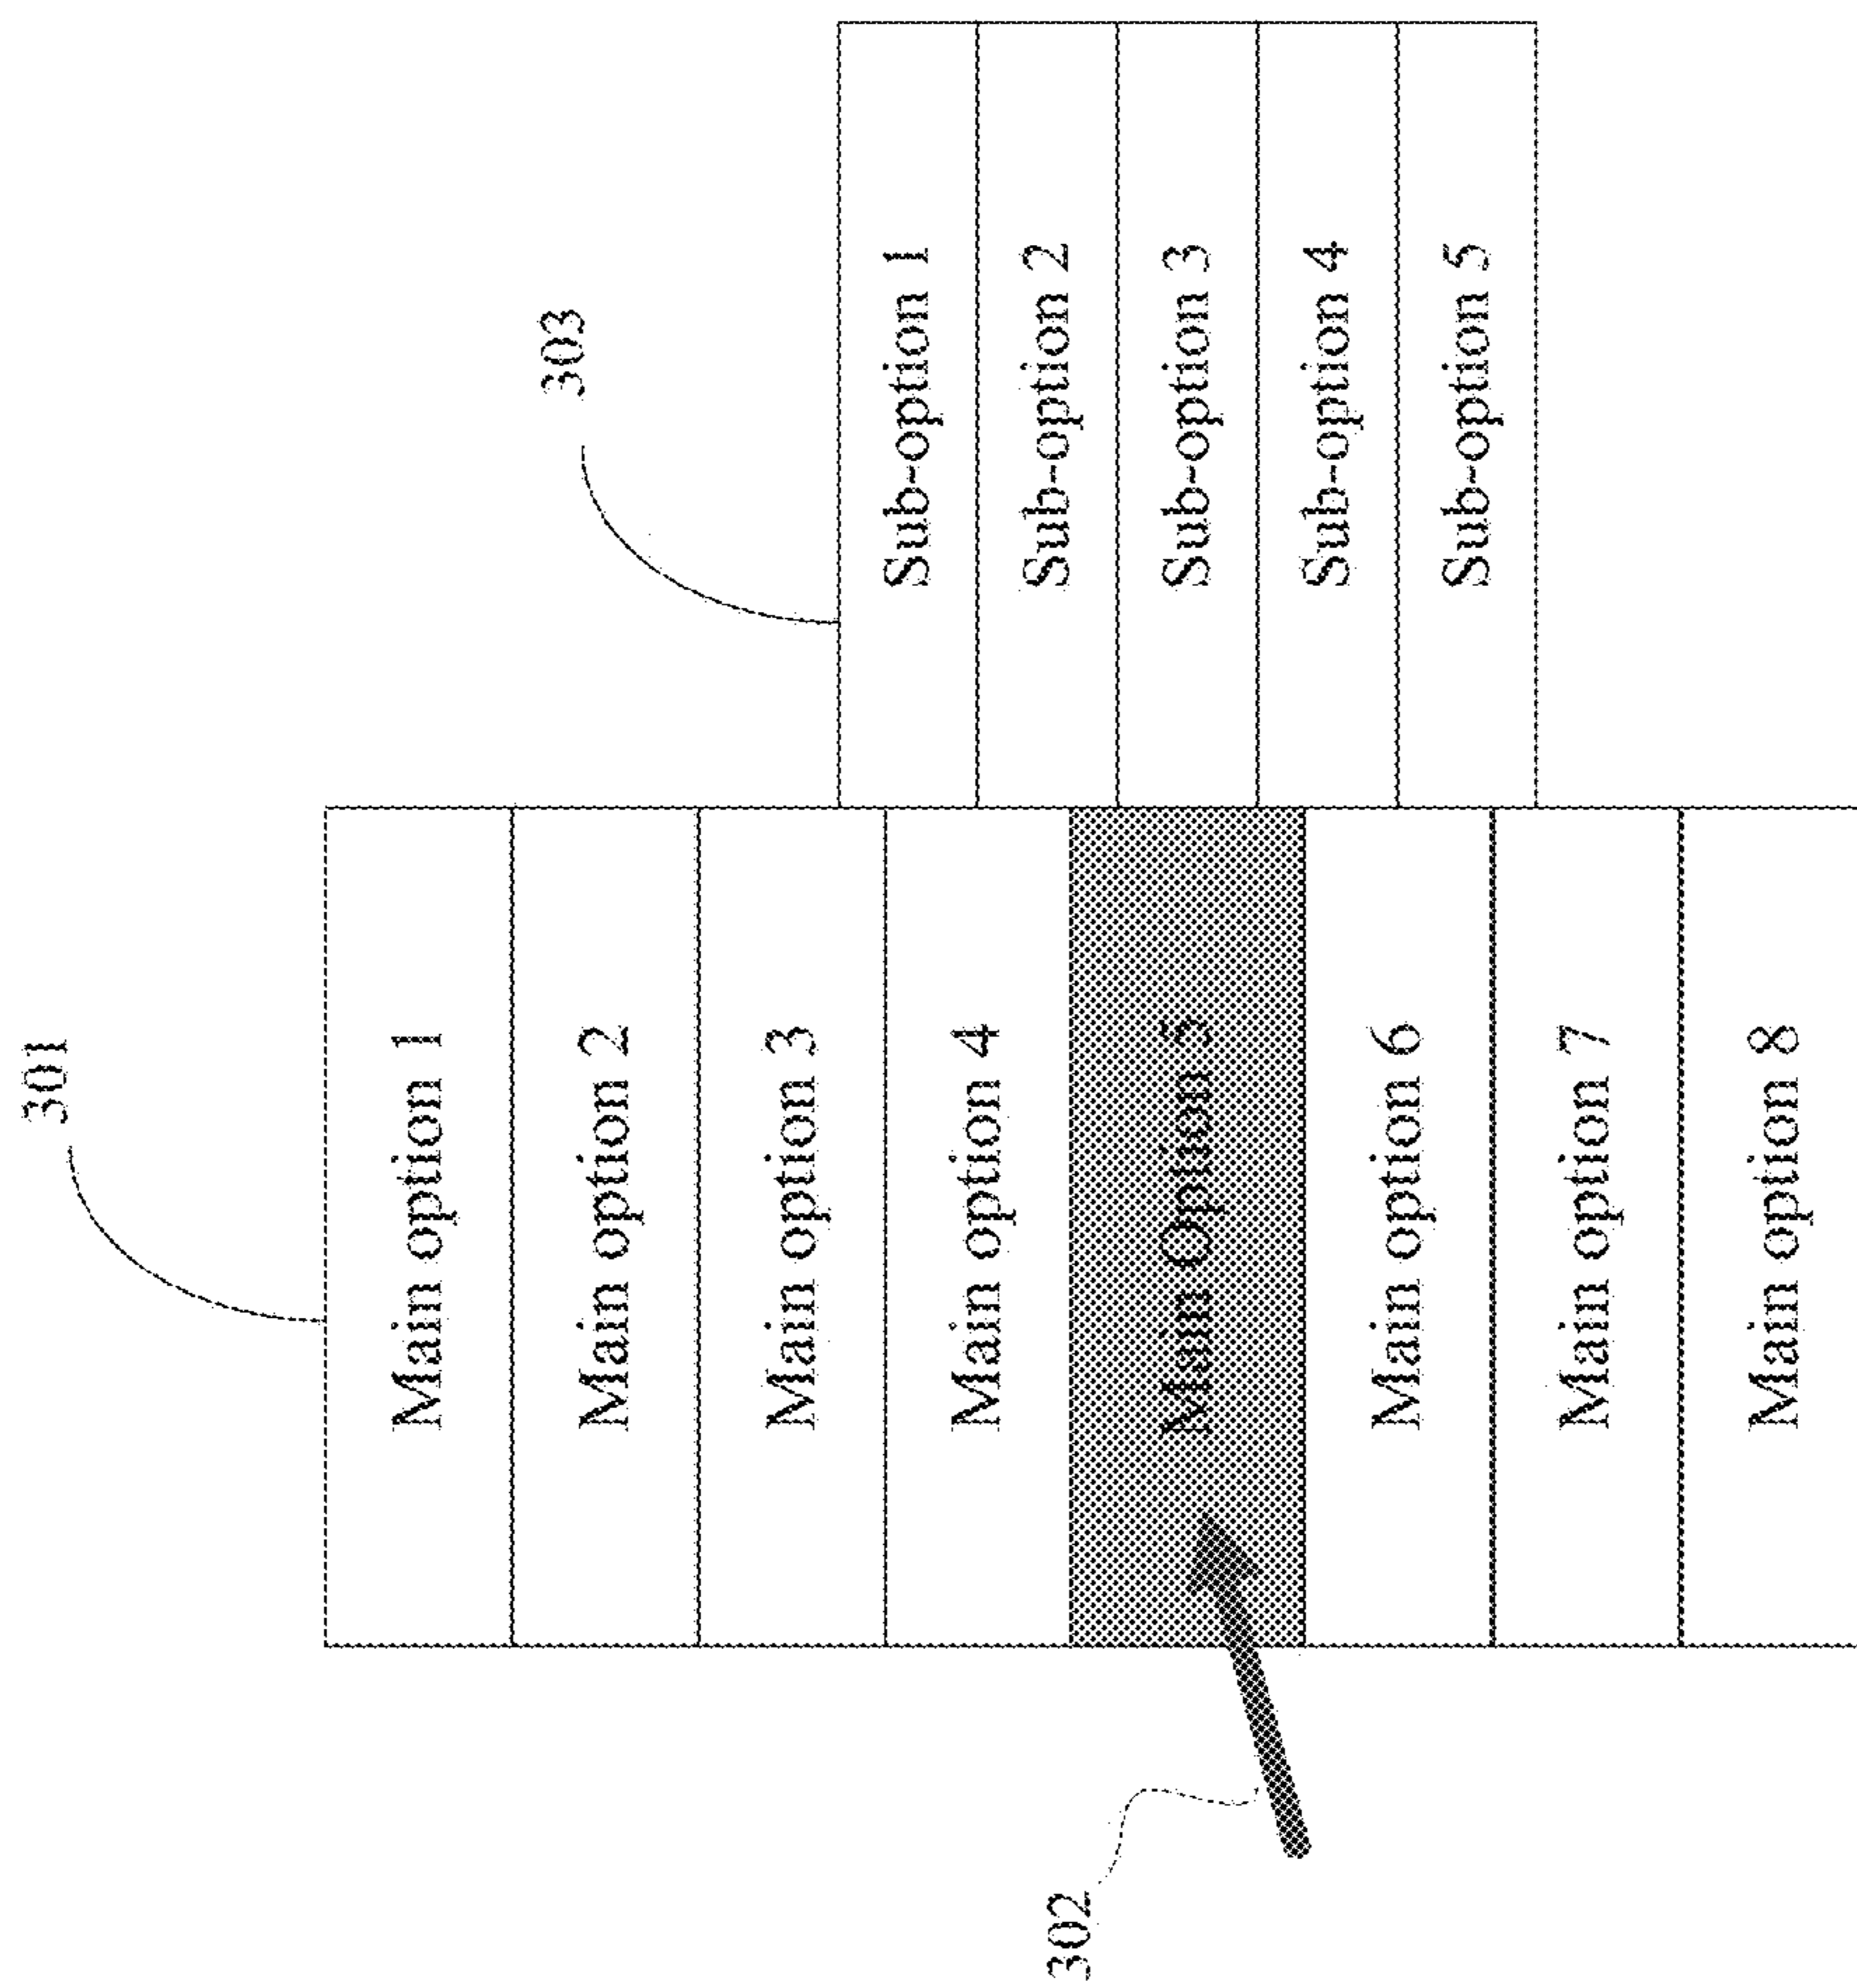 301
Main option 1
Main option 2
Main option 3
Main option 4
Main Option 5
Main option 6
Main option 7
Main option 8
302
303
Sub-option 1
Sub-option 2
Sub-option 3
Sub-option 4
Sub-option 5